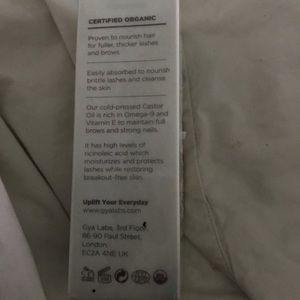 CERTIFIED ORGANIC
Proven to nourish hair
for fuller, thicker lashes
and brows
Easily absorbed to nourish
brittle lashes and cleanse
the skin
Our cold-pressed Castor
Oil is rich in Omega-9 and
Vitamin E to maintain full
brows and strong nails.
It has high levels of
ricinoleic acid which
moisturizes and protects
lashes while restoring
breakout-free skin.
Uplift Your Everyday
www.gyalabs.com
Gya Labs, 3rd Floor,
86-90 Paul Street,
London,
EC2A 4NE UK